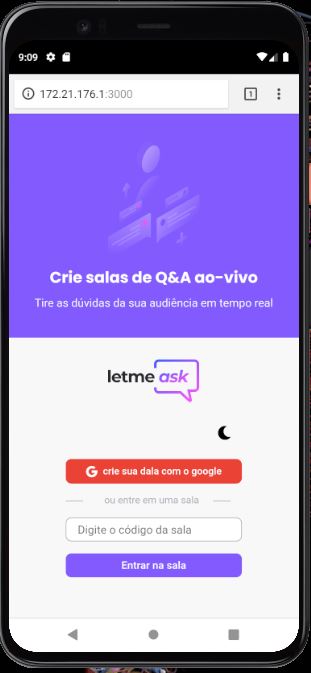 9:09
172.21.176.1:3000
1
Crie salas de Q&A ao-vivo
Tire as dúvidas da sua audiência em tempo real
letme ask
crie sua dala com o google
ou entre em uma sala
Digite o código da sala
Entrar na sala